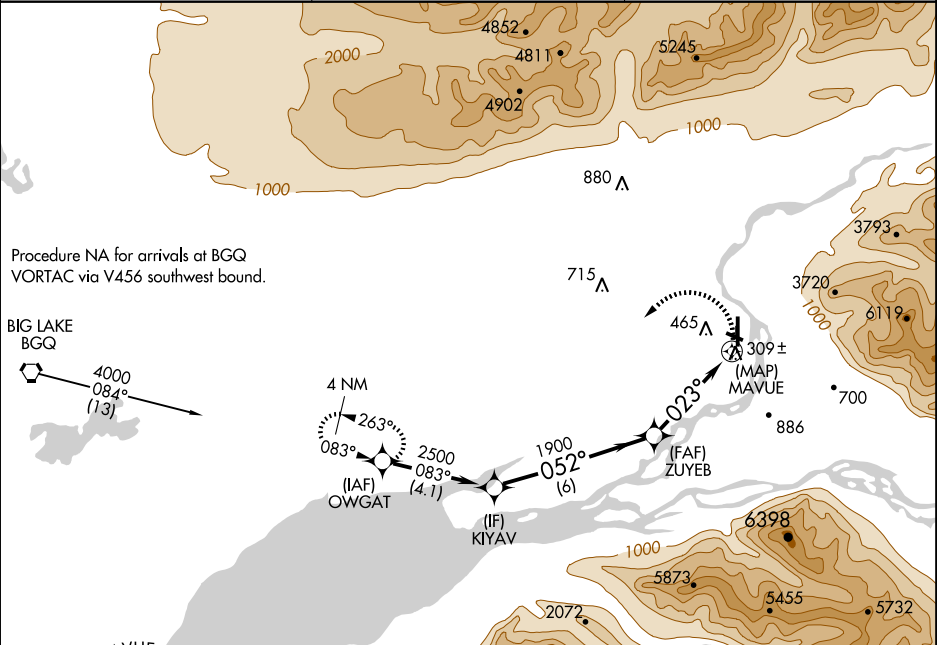 4852
4811
5245
2000
4902
1000
1000
880
3793
Procedure NA for arrivals at BGQ
VORTAC via V456 southwest bound.
715
3720
1000
6119
BIG LAKE
BGQ
465
309±
(MAP)
MAVUE
4000
084°
(13)
4 NM
023°
700
263°
886
083°
2500
083°
(4.1)
1900
052°
(6)
(FAF)
ZUYEB
(IAF)
OWGAT
(IF)
KIYAV
6398
1000
5873
5455
5732
2072